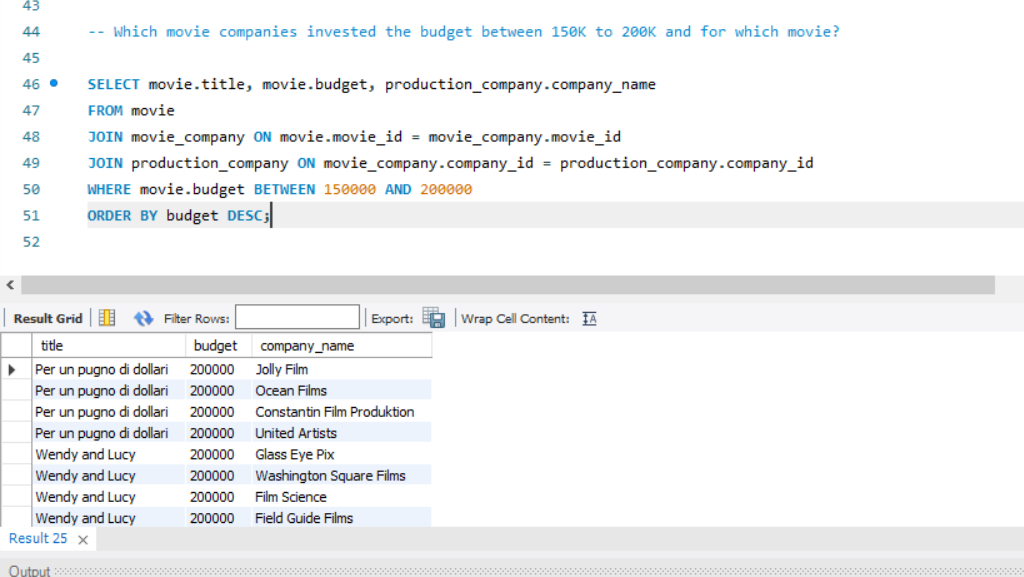 43
44 -- Which movie companies invested the budget between 150K to 200K and for which movie?
45
46 SELECT movie.title, movie.budget, production_company.company_name
47 FROM movie
48 JOIN movie_company ON movie.movie_id = movie_company.movie_id
49 JOIN production_company ON movie_company.company_id = production_company.company_id
50 WHERE movie.budget BETWEEN 150000 AND 200000
51 ORDER BY budget DESC;
52
Result Grid Filter Rows: Export: Wrap Cell Content: IA
title budget company_name
Per un pugno di dollari 200000 Jolly Film
Per un pugno di dollari 200000 Ocean Films
Per un pugno di dollari 200000 Constantin Film Produktion
Per un pugno di dollari 200000 United Artists
Wendy and Lucy 200000 Glass Eye Pix
Wendy and Lucy 200000 Washington Square Films
Wendy and Lucy 200000 Film Science
Wendy and Lucy 200000 Field Guide Films
Result 25
Output